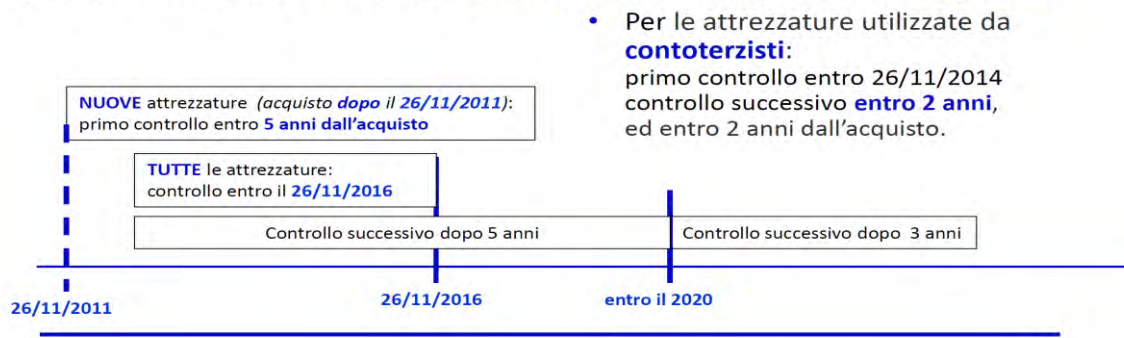 • Per le attrezzature utilizzate da
contoterzisti:
primo controllo entro 26/11/2014
controllo successivo entro 2 anni,
ed entro 2 anni dall'acquisto.
NUOVE attrezzature (acquisto dopo il 26/11/2011):
primo controllo entro 5 anni dall'acquisto
TUTTE le attrezzature:
controllo entro il 26/11/2016
Controllo successivo dopo 5 anni
Controllo successivo dopo 3 anni
26/11/2011
26/11/2016
entro il 2020